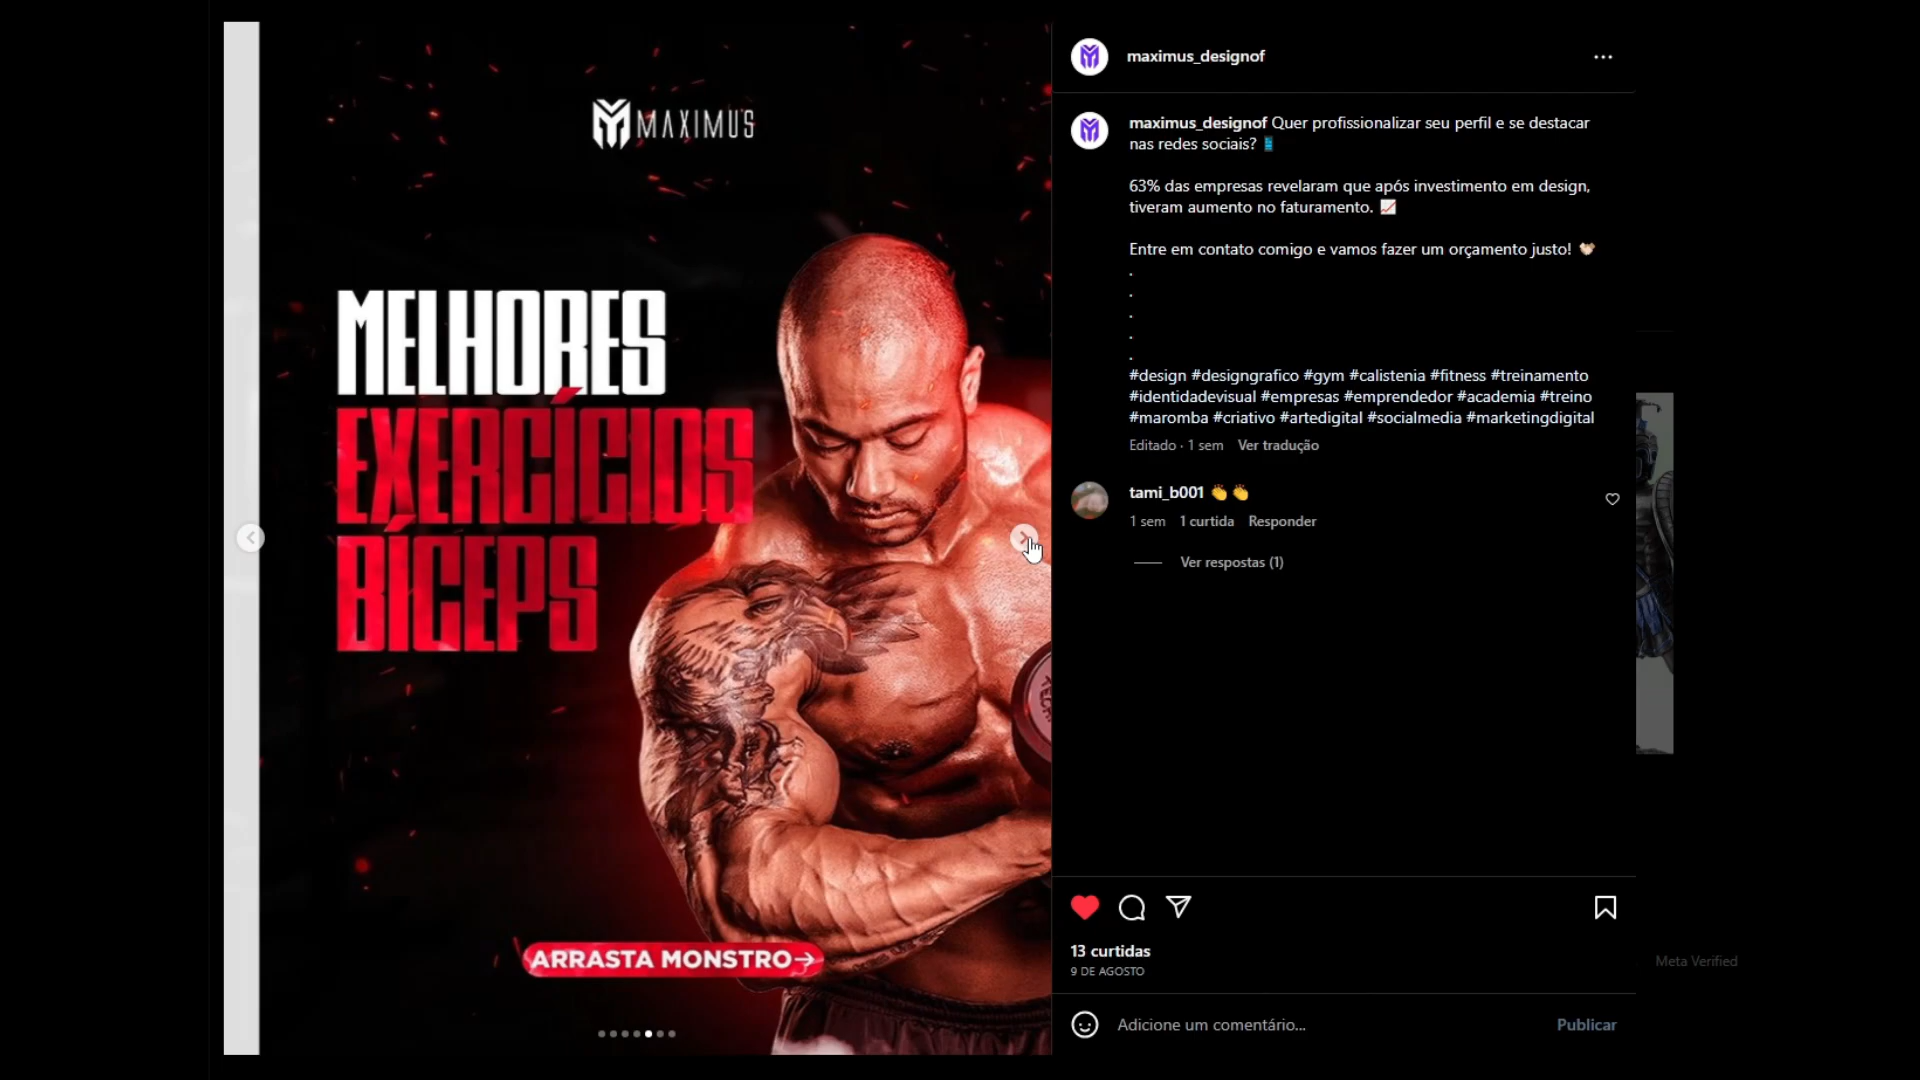 MAXIMUS
MELHORES
EXERCÍCIOS
BÍCEPS
ARRASTA MONSTRO→
maximus_designof
maximus_designof Quer profissionalizar seu perfil e se destacar
nas redes sociais?
63% das empresas revelaram que após investimento em design,
tiveram aumento no faturamento. 📈
Entre em contato comigo e vamos fazer um orçamento justo! 🤝🏻
.
.
.
.
.
#design #designgrafico #gym #calistenia #fitness #treinamento
#identidadevisual #empresas #emprendedor #academia #treino
#maromba #criativo #artedigital #socialmedia #marketingdigital
Editado · 1 sem Ver tradução
tami_b001 👏 👏
1 sem 1 curtida Responder
Ver respostas (1)
13 curtidas
9 DE AGOSTO
Meta Verified
Adicione um comentário...
Publicar